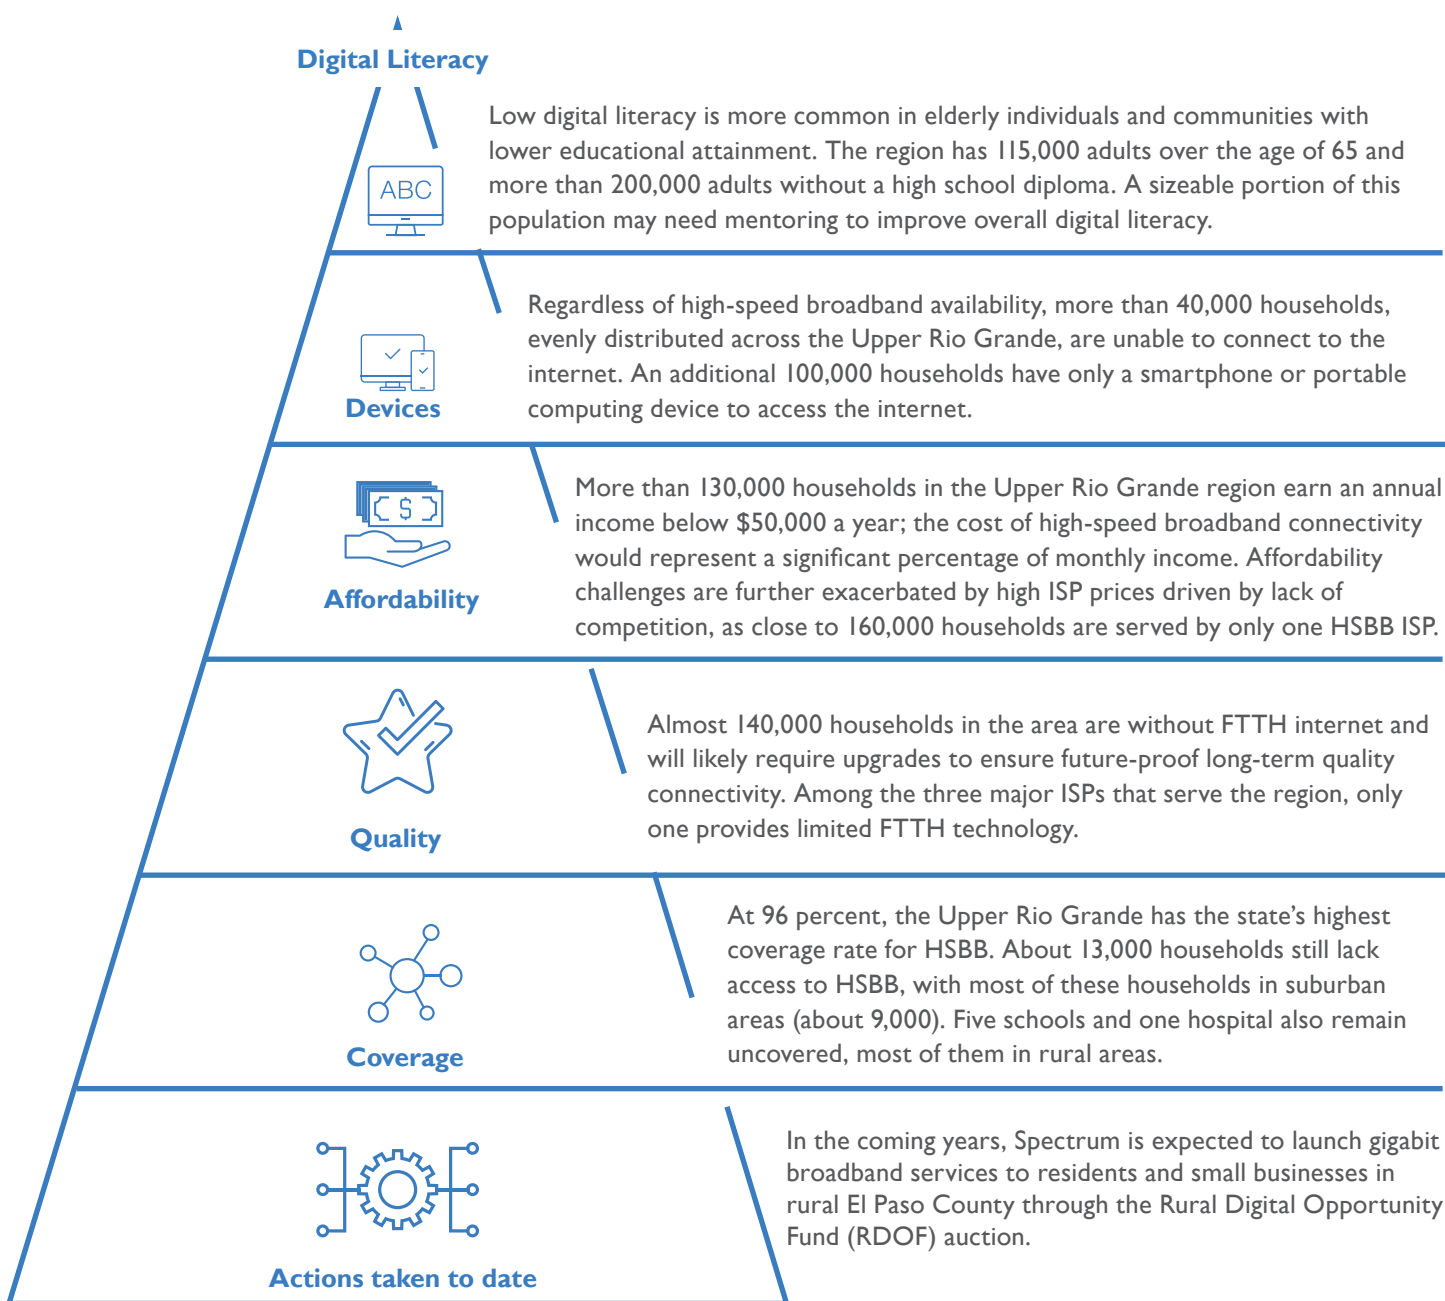 Digital Literacy
Low digital literacy is more common in elderly individuals and communities with
lower educational attainment. The region has 115,000 adults over the age of 65 and
more than 200,000 adults without a high school diploma. A sizeable portion of this
population may need mentoring to improve overall digital literacy.
ABC
Regardless of high-speed broadband availability, more than 40,000 households,
evenly distributed across the Upper Rio Grande, are unable to connect to the
internet. An additional 100,000 households have only a smartphone or portable
computing device to access the internet.
Devices
More than 130,000 households in the Upper Rio Grande region earn an annual
income below $50,000 a year; the cost of high-speed broadband connectivity
would represent a significant percentage of monthly income. Affordability
challenges are further exacerbated by high ISP prices driven by lack of
competition, as close to 160,000 households are served by only one HSBB ISP.
$
Affordability
Almost 140,000 households in the area are without FTTH internet and
will likely require upgrades to ensure future-proof long-term quality
connectivity. Among the three major ISPs that serve the region, only
one provides limited FTTH technology.
Quality
At 96 percent, the Upper Rio Grande has the state’s highest
coverage rate for HSBB. About 13,000 households still lack
access to HSBB, with most of these households in suburban
areas (about 9,000). Five schools and one hospital also remain
uncovered, most of them in rural areas.
Coverage
In the coming years, Spectrum is expected to launch gigabit
broadband services to residents and small businesses in
rural El Paso County through the Rural Digital Opportunity
Fund (RDOF) auction.
Actions taken to date